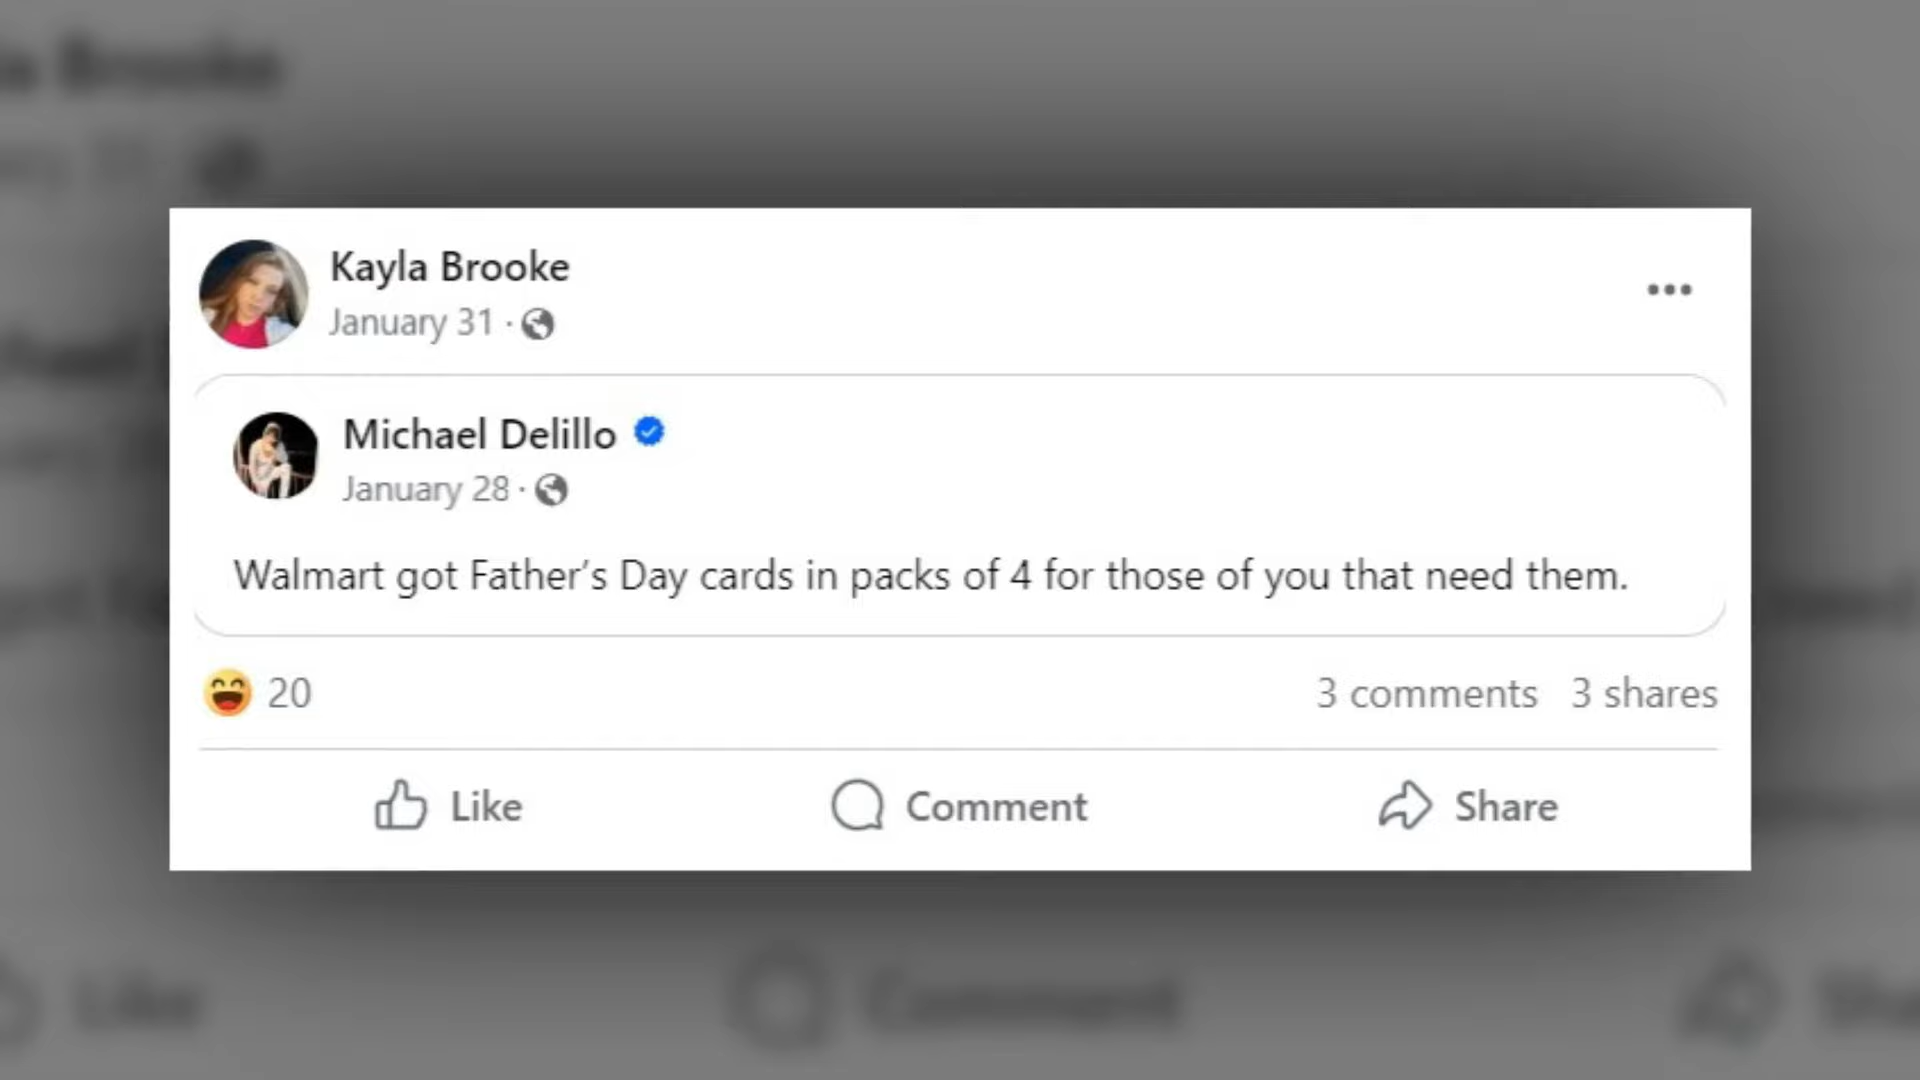 Kayla Brooke
January 31 ·
Michael Delillo
January 28 ·
Walmart got Father's Day cards in packs of 4 for those of you that need them.
20
3 comments 3 shares
Like
Comment
Share